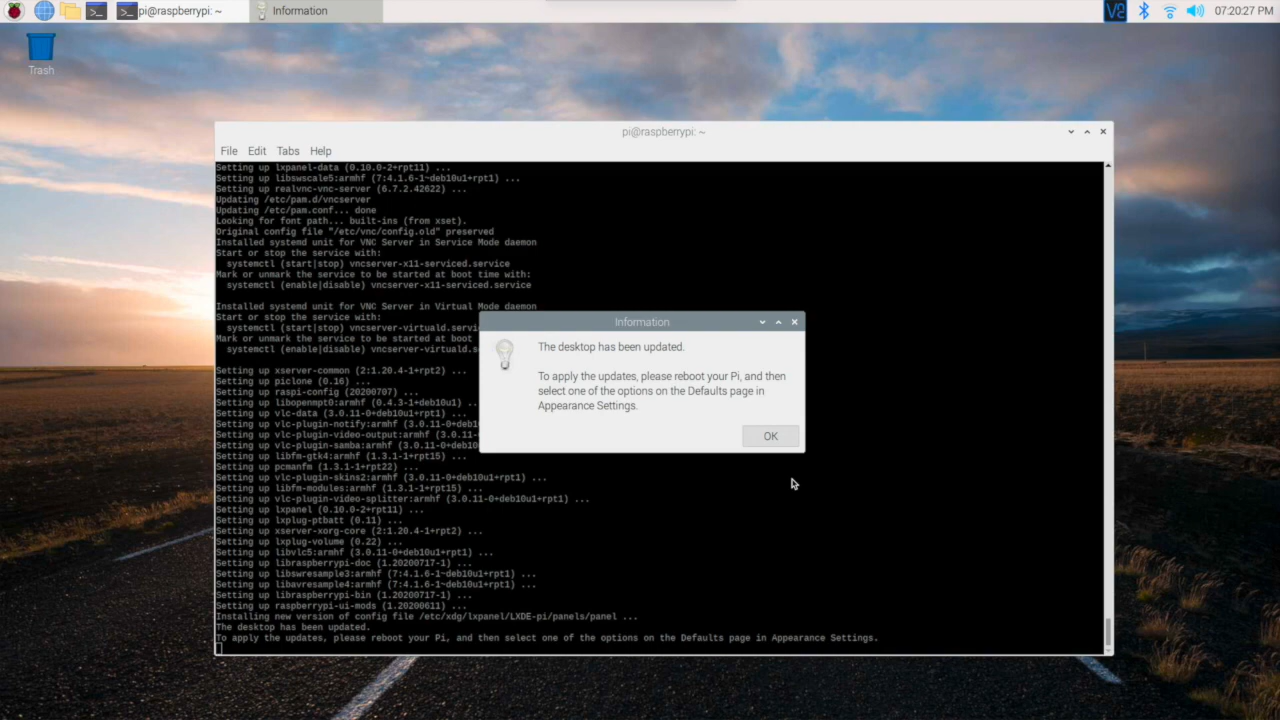 pi@raspberrypi: ~
Information
07:20:27 PM
Trash
pi@raspberrypi: ~
File Edit Tabs Help
Setting up lxpanel-data (0.10.0-2+rpt11) ...
Setting up libswscale5:armhf (7:4.1.6-1~deb10u1+rpt1) ...
Setting up realvnc-vnc-server (6.7.2.42622) ...
Updating /etc/pam.d/vncserver
Updating /etc/pam.conf... done
Looking for font path... built-ins (from xset).
Original config file "/etc/vnc/config.old" preserved
Installed systemd unit for VNC Server in Service Mode daemon
Start or stop the service with:
systemctl (start|stop) vncserver-x11-serviced.service
Mark or unmark the service to be started at boot time with:
systemctl (enable|disable) vncserver-x11-serviced.service
Installed systemd unit for VNC Server in Virtual Mode daemon
Start or stop the service with:
systemctl (start|stop) vncserver-virtuald.servi
Mark or unmark the service to be started at boot
systemctl (enable|disable) vncserver-virtuald.s
Setting up xserver-common (2:1.20.4-1+rpt2) ...
Setting up piclone (0.16) ...
Setting up raspi-config (20200707) ...
Setting up libopenmpt0:armhf (0.4.3-1+deb10u1) ..
Setting up vlc-data (3.0.11-0+deb10u1+rpt1) ...
Setting up vlc-plugin-notify:armhf (3.0.11-0+deb1
Setting up vlc-plugin-video-output:armhf (3.0.11-
Setting up vlc-plugin-samba:armhf (3.0.11-0+deb10
Setting up libfm-gtk4:armhf (1.3.1-1+rpt15) ...
Setting up pcmanfm (1.3.1-1+rpt22) ...
Setting up vlc-plugin-skins2:armhf (3.0.11-0+deb10u1+rpt1) ...
Setting up libfm-modules:armhf (1.3.1-1+rpt15) ...
Setting up vlc-plugin-video-splitter:armhf (3.0.11-0+deb10u1+rpt1) ...
Setting up lxpanel (0.10.0-2+rpt11) ...
Setting up lxplug-ptbatt (0.11) ...
Setting up xserver-xorg-core (2:1.20.4-1+rpt2) ...
Setting up lxplug-volume (0.22) ...
Setting up libvlc5:armhf (3.0.11-0+deb10u1+rpt1) ...
Setting up libraspberrypi-doc (1.20200717-1) ...
Setting up libswresample3:armhf (7:4.1.6-1~deb10u1+rpt1) ...
Setting up libavresample4:armhf (7:4.1.6-1~deb10u1+rpt1) ...
Setting up libraspberrypi-bin (1.20200717-1) ...
Setting up raspberrypi-ui-mods (1.20200611) ...
Installing new version of config file /etc/xdg/lxpanel/LXDE-pi/panels/panel ...
The desktop has been updated.
To apply the updates, please reboot your Pi, and then select one of the options on the Defaults page in Appearance Settings.
Information
The desktop has been updated.
To apply the updates, please reboot your Pi, and then
select one of the options on the Defaults page in
Appearance Settings.
OK